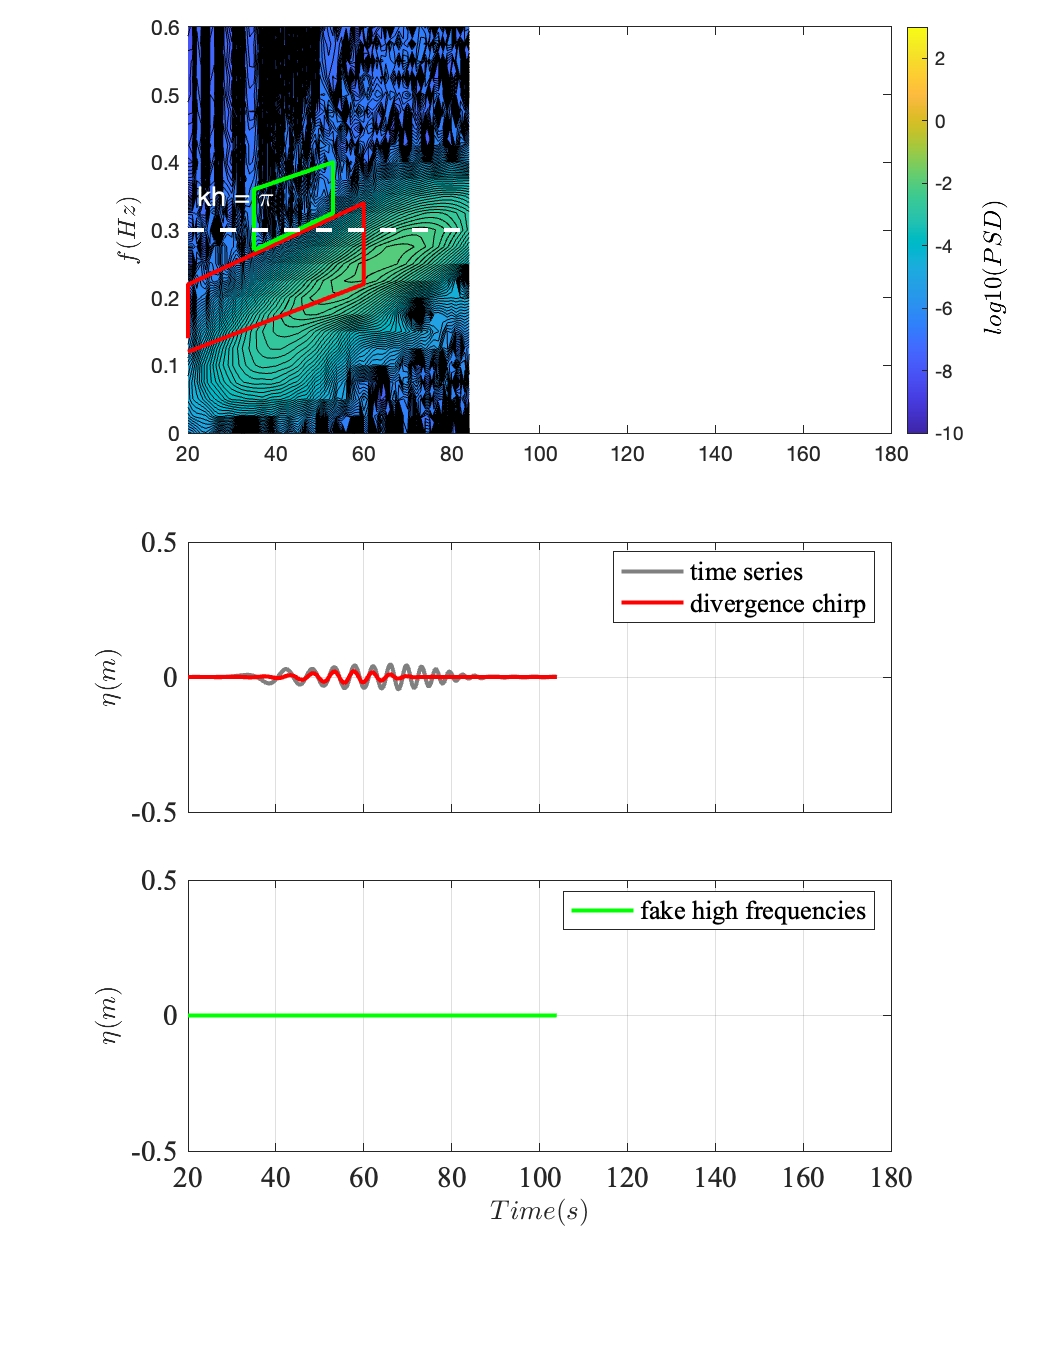 0.6
0.5
0.4
0.3
0.2
0.1
0
f(Hz)
kh = π
20 40 60 80 100 120 140 160 180
2
0
-2
-4
-6
-8
-10
log10(PSD)
0.5
0
-0.5
η(m)
time series
divergence chirp
0.5
0
-0.5
η(m)
fake high frequencies
20 40 60 80 100 120 140 160 180
Time(s)